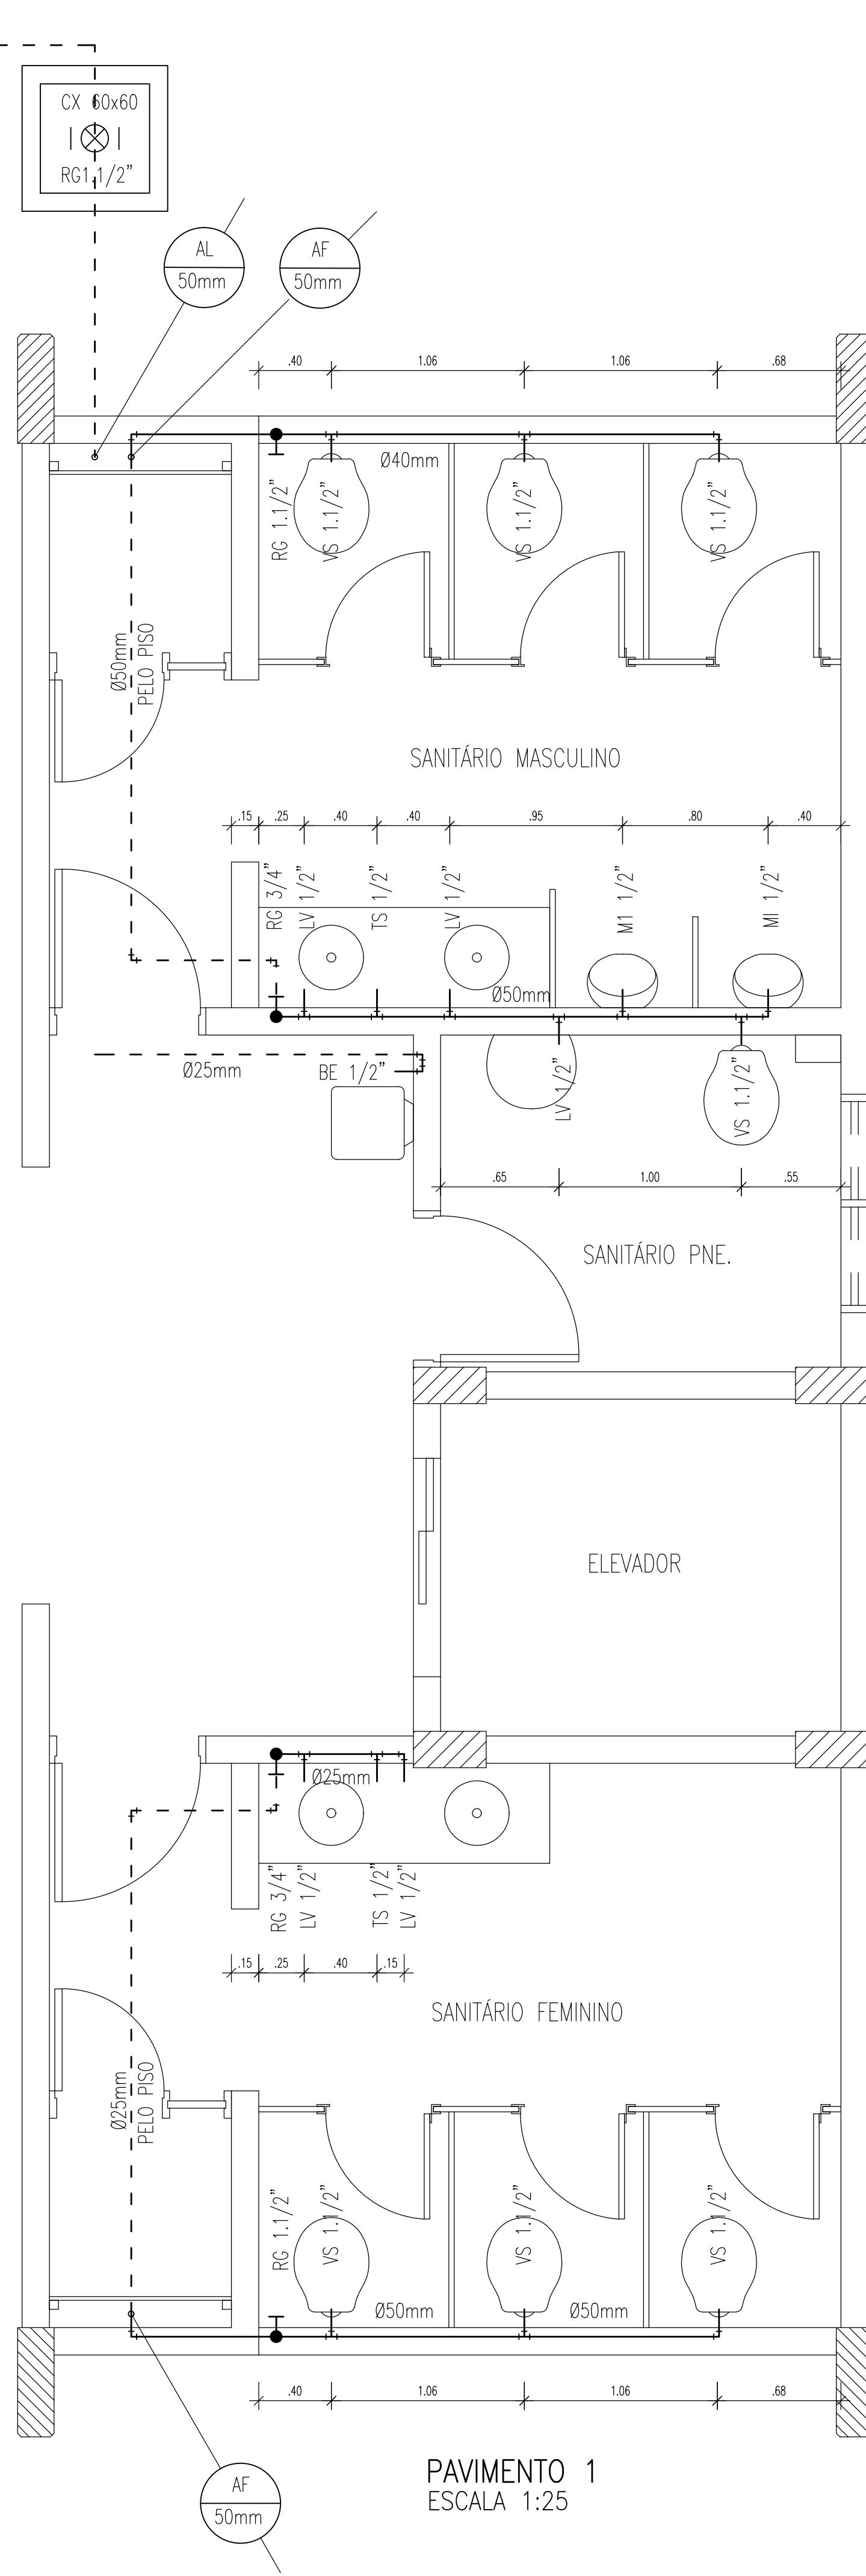 CX 60x60
RG1.1/2"
AL
50mm
AF
50mm
.40
1.06
1.06
.68
Ø40mm
RG 1.1/2"
VS 1.1/2"
VS 1.1/2"
VS 1.1/2"
Ø50mm
PELO PISO
SANITÁRIO MASCULINO
.15
.25
.40
.40
.95
.80
.40
RG 3/4"
LV 1/2"
TS 1/2"
LV 1/2"
M1 1/2"
MI 1/2"
Ø50mm
Ø25mm
BE 1/2"
LV 1/2"
VS 1.1/2"
.65
1.00
.55
SANITÁRIO PNE.
ELEVADOR
Ø25mm
RG 3/4"
LV 1/2"
TS 1/2"
LV 1/2"
.15
.25
.40
.15
SANITÁRIO FEMININO
Ø25mm
PELO PISO
RG 1.1/2"
VS 1.1/2"
VS 1.1/2"
VS 1.1/2"
Ø50mm
Ø50mm
.40
1.06
1.06
.68
AF
50mm
PAVIMENTO 1
ESCALA 1:25